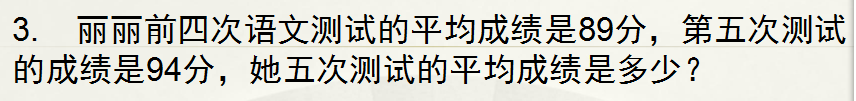 3. 丽丽前四次语文测试的平均成绩是89分，第五次测试
的成绩是94分，她五次测试的平均成绩是多少？